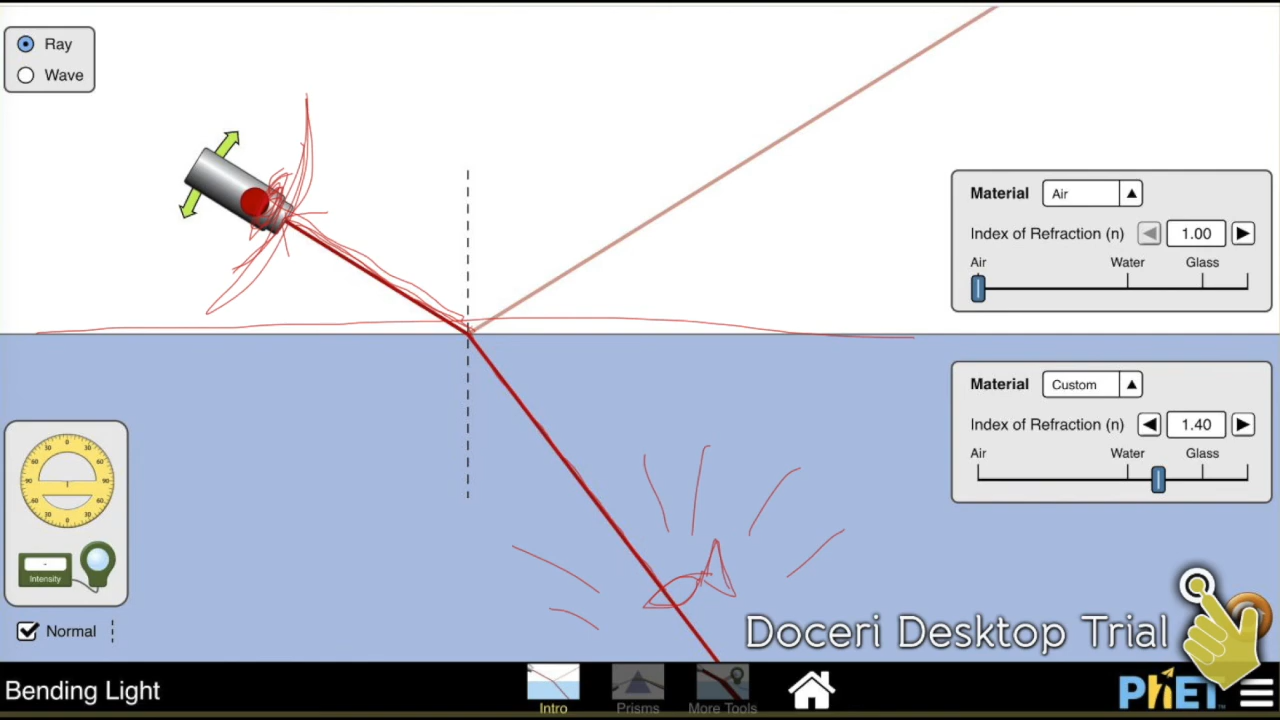 Ray
Wave
Material Air
Index of Refraction (n) 1.00
Air Water Glass
Material Custom
Index of Refraction (n) 1.40
Air Water Glass
Intensity
Normal
Doceri Desktop Trial
Bending Light
Intro
Prisms
More Tools
PhET